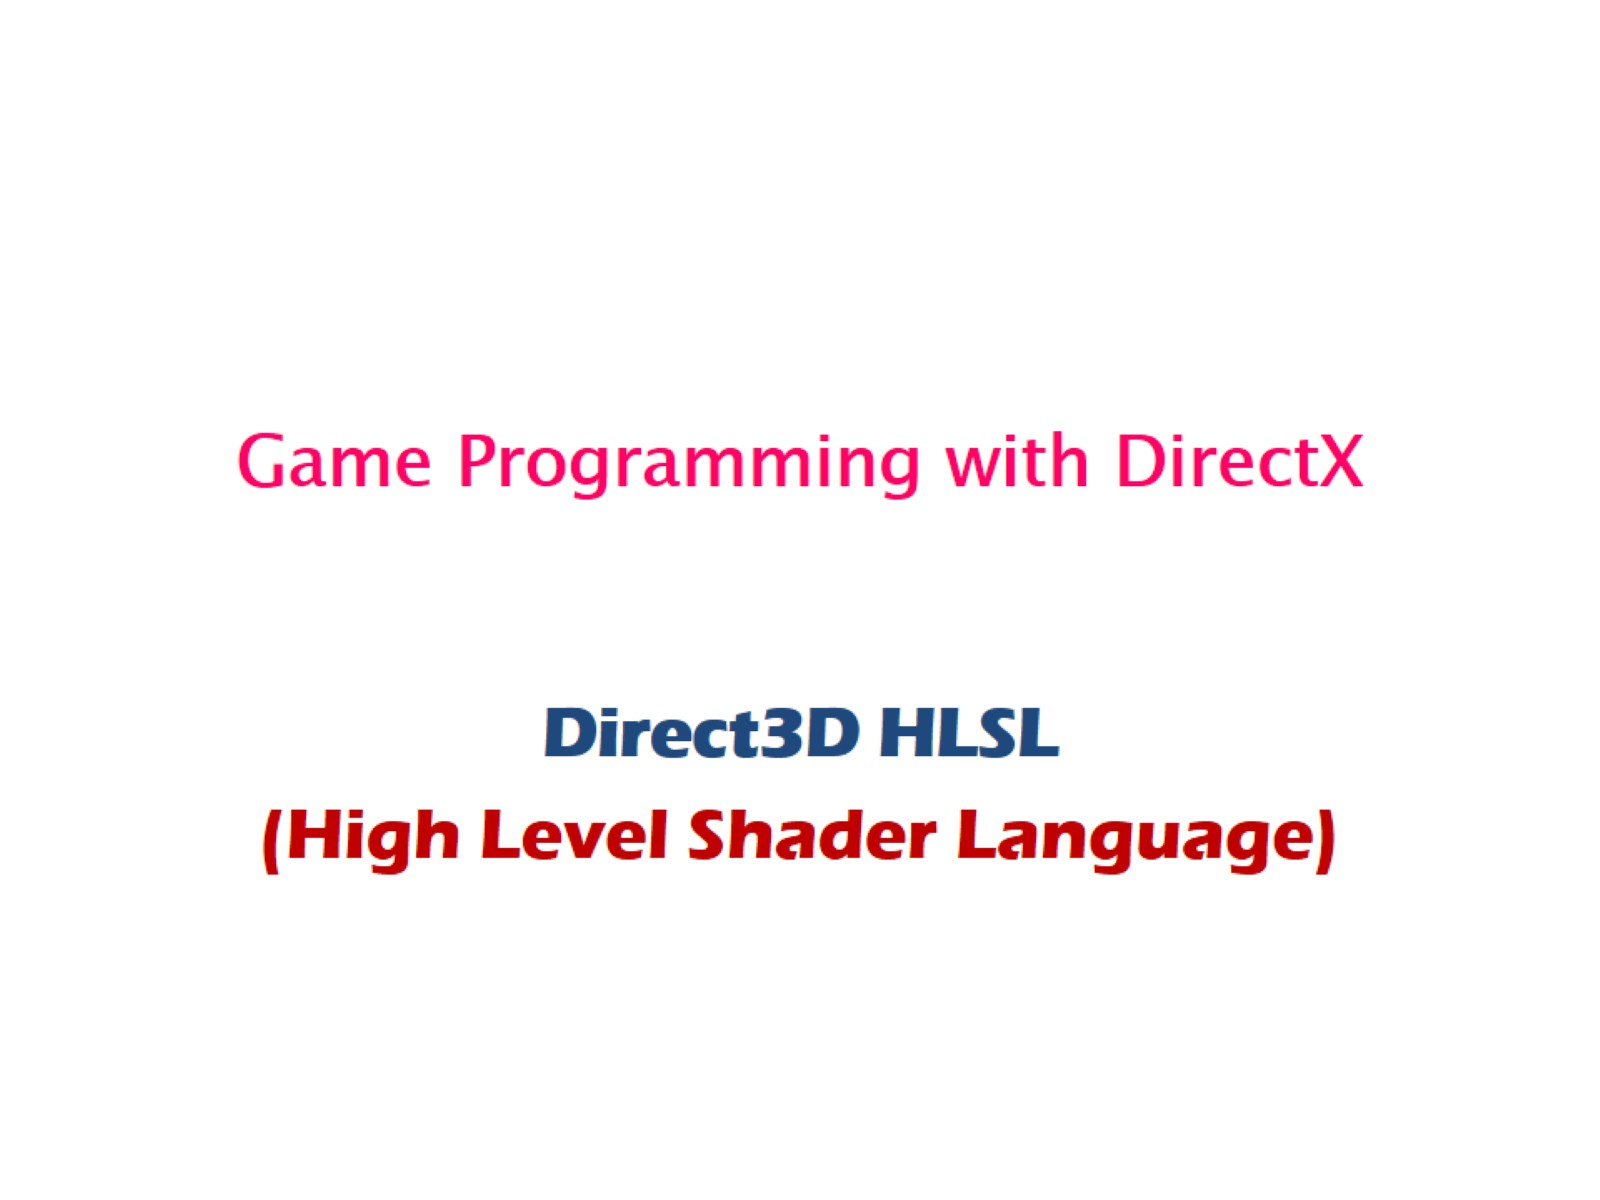 Game Programming with DirectX
Direct3D HLSL
(High Level Shader Language)